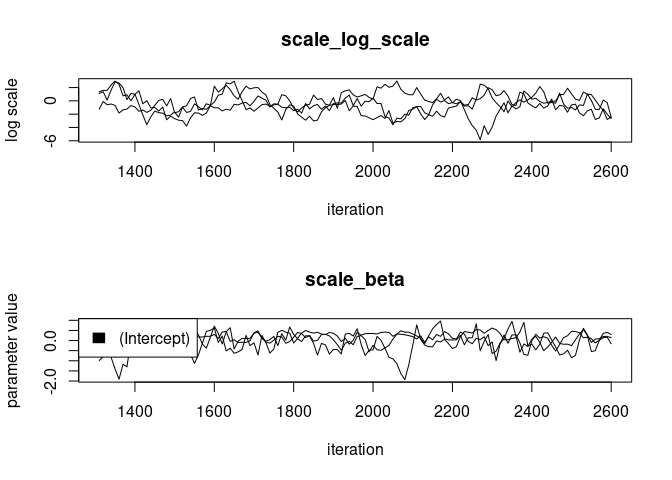 scale_log_scale
log scale
0
-6
1400 1600 1800 2000 2200 2400 2600
iteration
scale_beta
parameter value
0.0
-2.0
(Intercept)
1400 1600 1800 2000 2200 2400 2600
iteration